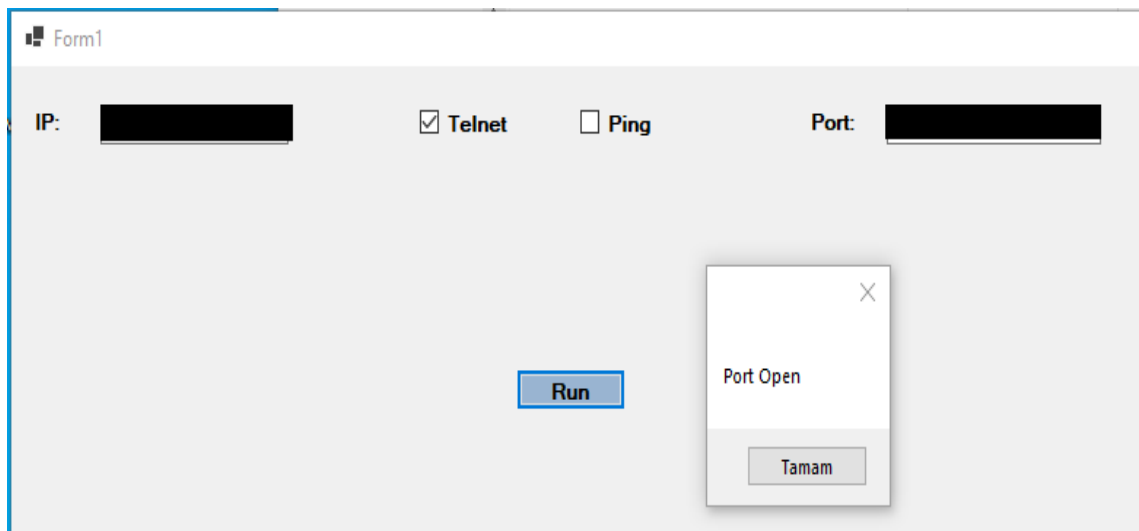 Form1
IP:
Telnet
Ping
Port:
Port Open
Run
Tamam